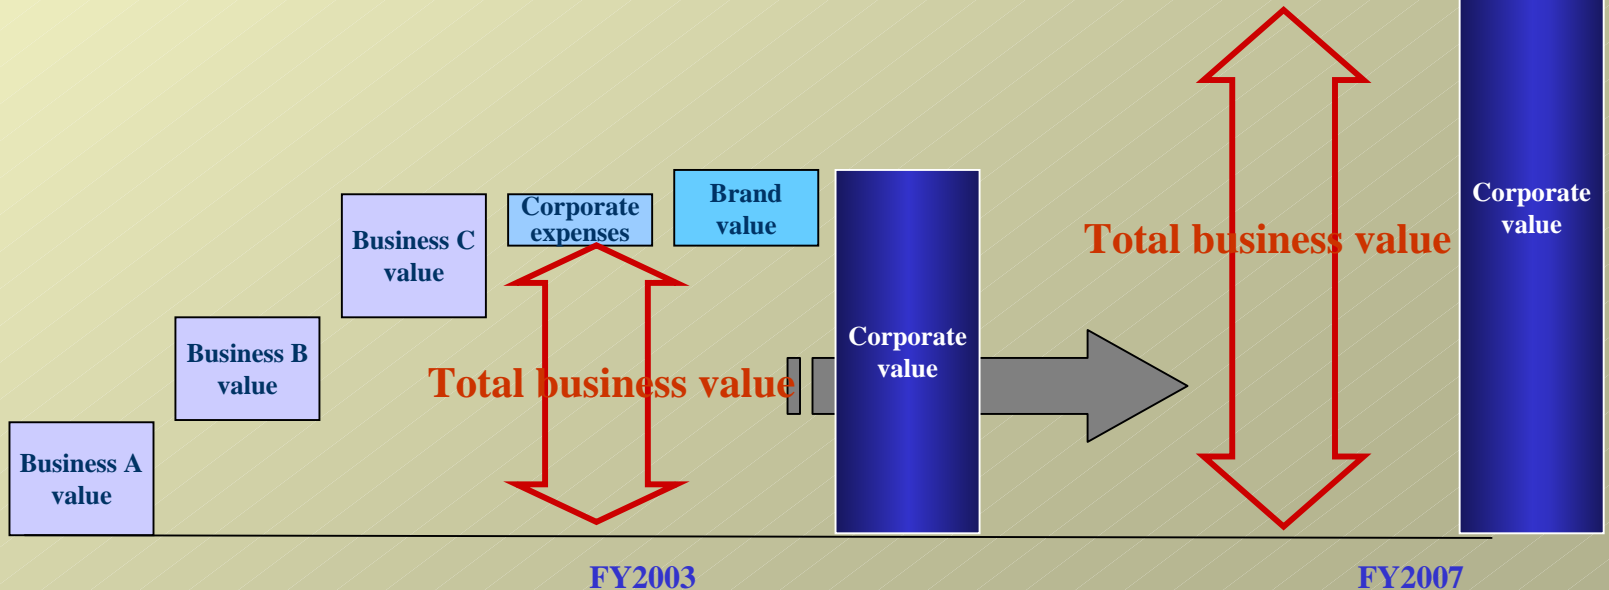 Business A
value
Business B
value
Business C
value
Corporate
expenses
Brand
value
Total business value
Corporate
value
Total business value
Corporate
value
FY2003
FY2007